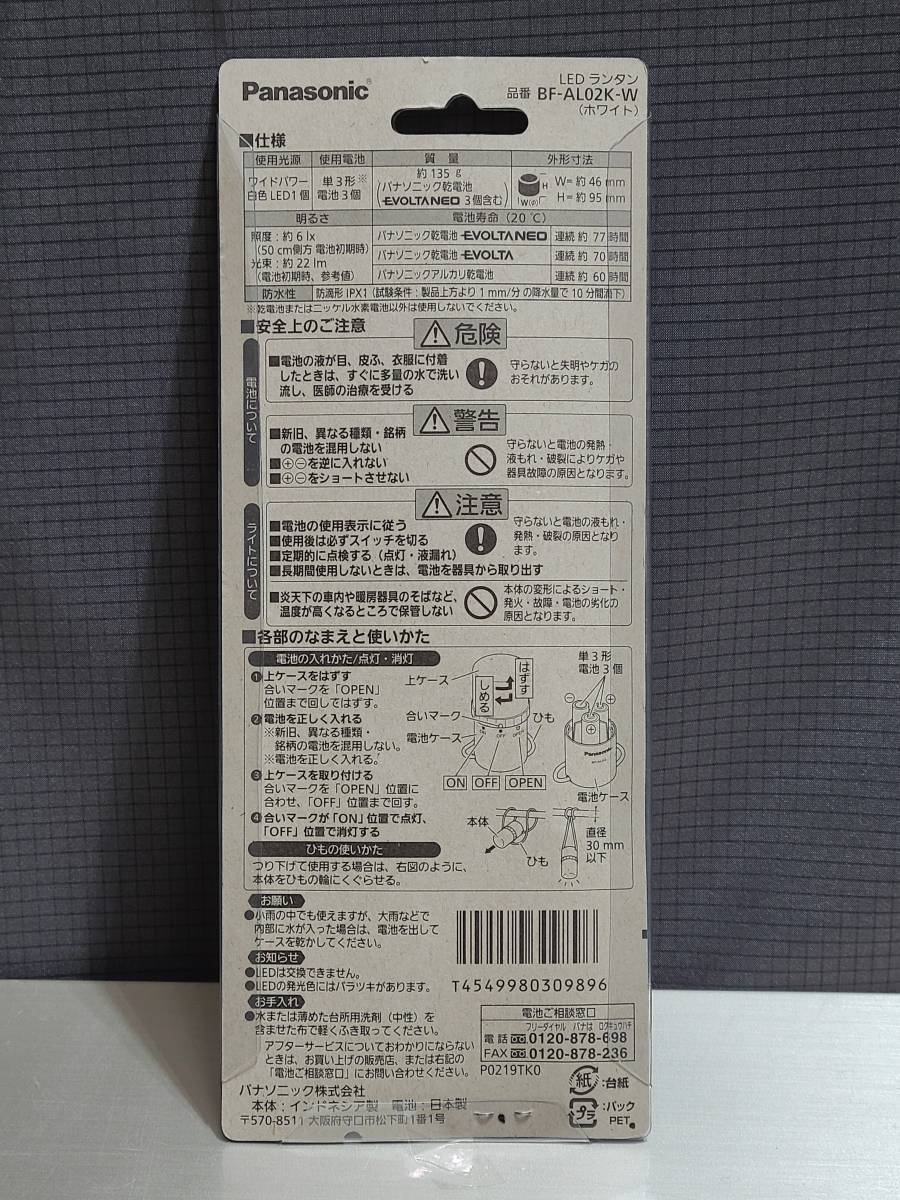 Panasonic®
LED ランタン
品番 BF-AL02K-W
(ホワイト)
■仕様
使用光源 使用電池 質量 外形寸法
ワイドパワー
白色LED1個
単3形※
電池3個
約135 g
(パナソニック乾電池
EVOLTA NEO 3個含む)
H
W(φ)
W=約46 mm
H=約95 mm
明るさ 電池寿命(20 ℃)
照度:約6 lx
(50 cm側方 電池初期時)
光束:約22 lm
(電池初期時、参考値)
パナソニック乾電池 EVOLTA NEO 連続 約77時間
パナソニック乾電池 EVOLTA 連続 約70時間
パナソニックアルカリ乾電池 連続 約60時間
防水性 防滴形 IPX1(試験条件:製品上方より1 mm/分の降水量で10分間滴下)
※乾電池またはニッケル水素電池以外は使用しないでください。
■安全上のご注意
電池について
危険
■電池の液が目、皮ふ、衣服に付着
したときは、すぐに多量の水で洗い
流し、医師の治療を受ける
守らないと失明やケガの
おそれがあります。
警告
■新旧、異なる種類・銘柄
の電池を混用しない
■⊕⊖を逆に入れない
■⊕⊖をショートさせない
守らないと電池の発熱・
液もれ・破裂によりケガや
器具故障の原因となります。
ライトについて
注意
■電池の使用表示に従う
■使用後は必ずスイッチを切る
■定期的に点検する(点灯・液漏れ)
■長期間使用しないときは、電池を器具から取り出す
守らないと電池の液もれ・
発熱・破裂の原因となり
ます。
■炎天下の車内や暖房器具のそばなど、
温度が高くなるところで保管しない
本体の変形によるショート・
発火・故障・電池の劣化の
原因となります。
■各部のなまえと使いかた
電池の入れかた/点灯・消灯
❶上ケースをはずす
合いマークを「OPEN」
位置まで回してはずす。
❷電池を正しく入れる
※新旧、異なる種類・
銘柄の電池を混用しない。
※電池を正しく入れる。
❸上ケースを取り付ける
合いマークを「OPEN」位置に
合わせ、「OFF」位置まで回す。
❹合いマークが「ON」位置で点灯、
「OFF」位置で消灯する
上ケース
はずす
しめる
合いマーク
ひも
電池ケース
ON OFF OPEN
ON OFF OPEN
単3形
電池3個
⊖
⊕
Panasonic
電池ケース
本体
ひも
直径
30 mm
以下
ひもの使いかた
つり下げて使用する場合は、右図のように、
本体をひもの輪にくぐらせる。
お願い
●小雨の中でも使えますが、大雨などで
内部に水が入った場合は、電池を出して
ケースを乾かしてください。
お知らせ
●LEDは交換できません。
●LEDの発光色にはバラツキがあります。
お手入れ
●水または薄めた台所用洗剤(中性)を
含ませた布で軽くふき取ってください。
アフターサービスについておわかりにならない
ときは、お買い上げの販売店、または右記の
「電池ご相談窓口」にお問い合わせください。
T4549980309896
電池ご相談窓口
フリーダイヤル パナは ログキュウハチ
電話 0120-878-698
FAX 0120-878-236
P0219TK0
パナソニック株式会社
本体:インドネシア製 電池:日本製
〒570-8511 大阪府守口市松下町1番1号
紙 :台紙
プラ :パック
PET